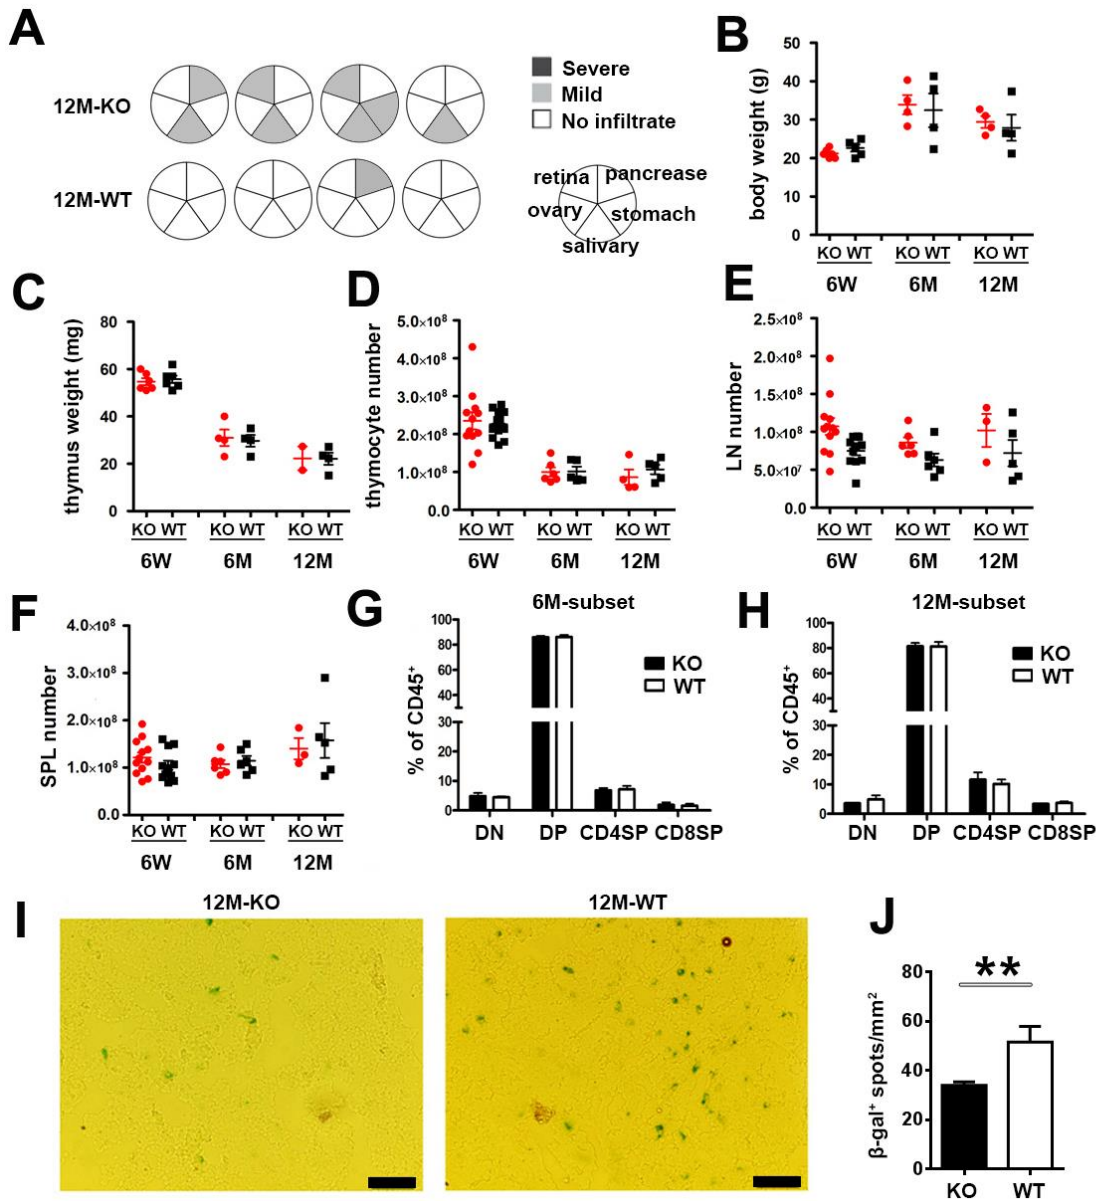 A
12M-KO
12M-WT
Severe
Mild
No infiltrate
retina
pancrease
ovary
stomach
salivary
B
body weight (g)
50
40
30
20
10
0
KO WT KO WT KO WT
6W 6M 12M
C
thymus weight (mg)
80
60
40
20
0
KO WT KO WT KO WT
6W 6M 12M
D
thymocyte number
5.0×10⁸
4.0×10⁸
3.0×10⁸
2.0×10⁸
1.0×10⁸
0.0
KO WT KO WT KO WT
6W 6M 12M
E
LN number
2.5×10⁸
2.0×10⁸
1.5×10⁸
1.0×10⁸
5.0×10⁷
0.0
KO WT KO WT KO WT
6W 6M 12M
F
SPL number
4.0×10⁸
3.0×10⁸
2.0×10⁸
1.0×10⁸
0.0
KO WT KO WT KO WT
6W 6M 12M
G
6M-subset
% of CD45⁺
100
80
60
40
30
20
10
0
KO
WT
DN DP CD4SP CD8SP
H
12M-subset
% of CD45⁺
100
80
60
40
30
20
10
0
KO
WT
DN DP CD4SP CD8SP
I
12M-KO
12M-WT
J
β-gal⁺ spots/mm²
80
60
40
20
0
**
KO WT